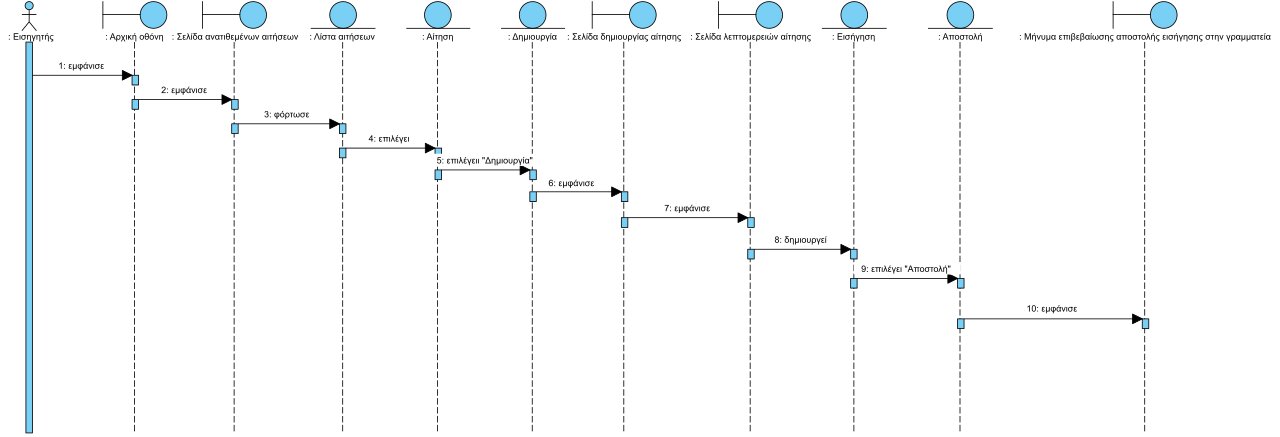 : Εισηγητής
: Αρχική οθόνη
: Σελίδα ανατιθεμένων αιτήσεων
: Λίστα αιτήσεων
: Αίτηση
: Δημιουργία
: Σελίδα δημιουργίας αίτησης
: Σελίδα λεπτομερειών αίτησης
: Εισήγηση
: Αποστολή
: Μήνυμα επιβεβαίωσης αποστολής εισήγησης στην γραμματεία
1: εμφάνισε
2: εμφάνισε
3: φόρτωσε
4: επιλέγει
5: επιλέγειι "Δημιουργία"
6: εμφάνισε
7: εμφάνισε
8: δημιουργεί
9: επιλέγει "Αποστολή"
10: εμφάνισε